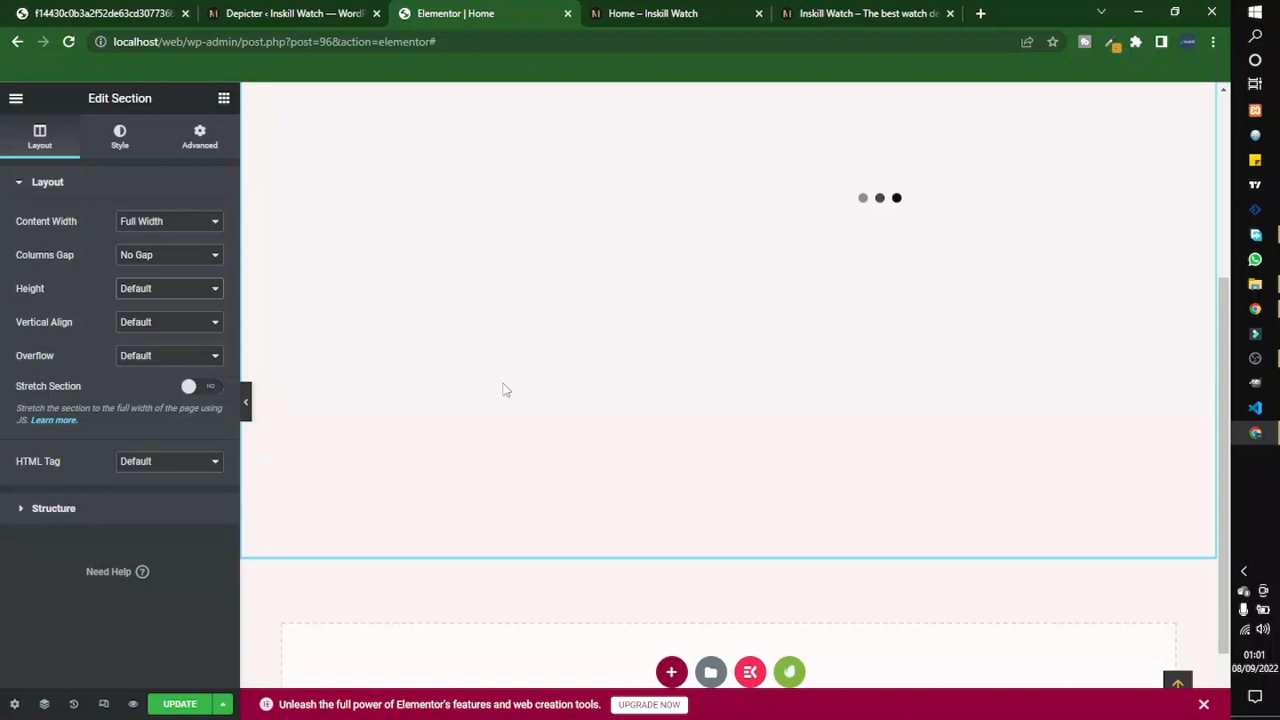 f14430c0b3a2f5d6263cd307736b
Depicter ‹ Inskill Watch — WordP
Elementor | Home
Home – Inskill Watch
Inskill Watch – The best watch de
localhost/web/wp-admin/post.php?post=968&action=elementor#
Edit Section
Layout
Style
Advanced
Layout
Content Width
Full Width
Columns Gap
No Gap
Height
Default
Vertical Align
Default
Overflow
Default
Stretch Section
NO
Stretch the section to the full width of the page using
JS. Learn more.
HTML Tag
Default
Structure
Need Help
UPDATE
Unleash the full power of Elementor's features and web creation tools.
UPGRADE NOW
01:01
08/09/2022